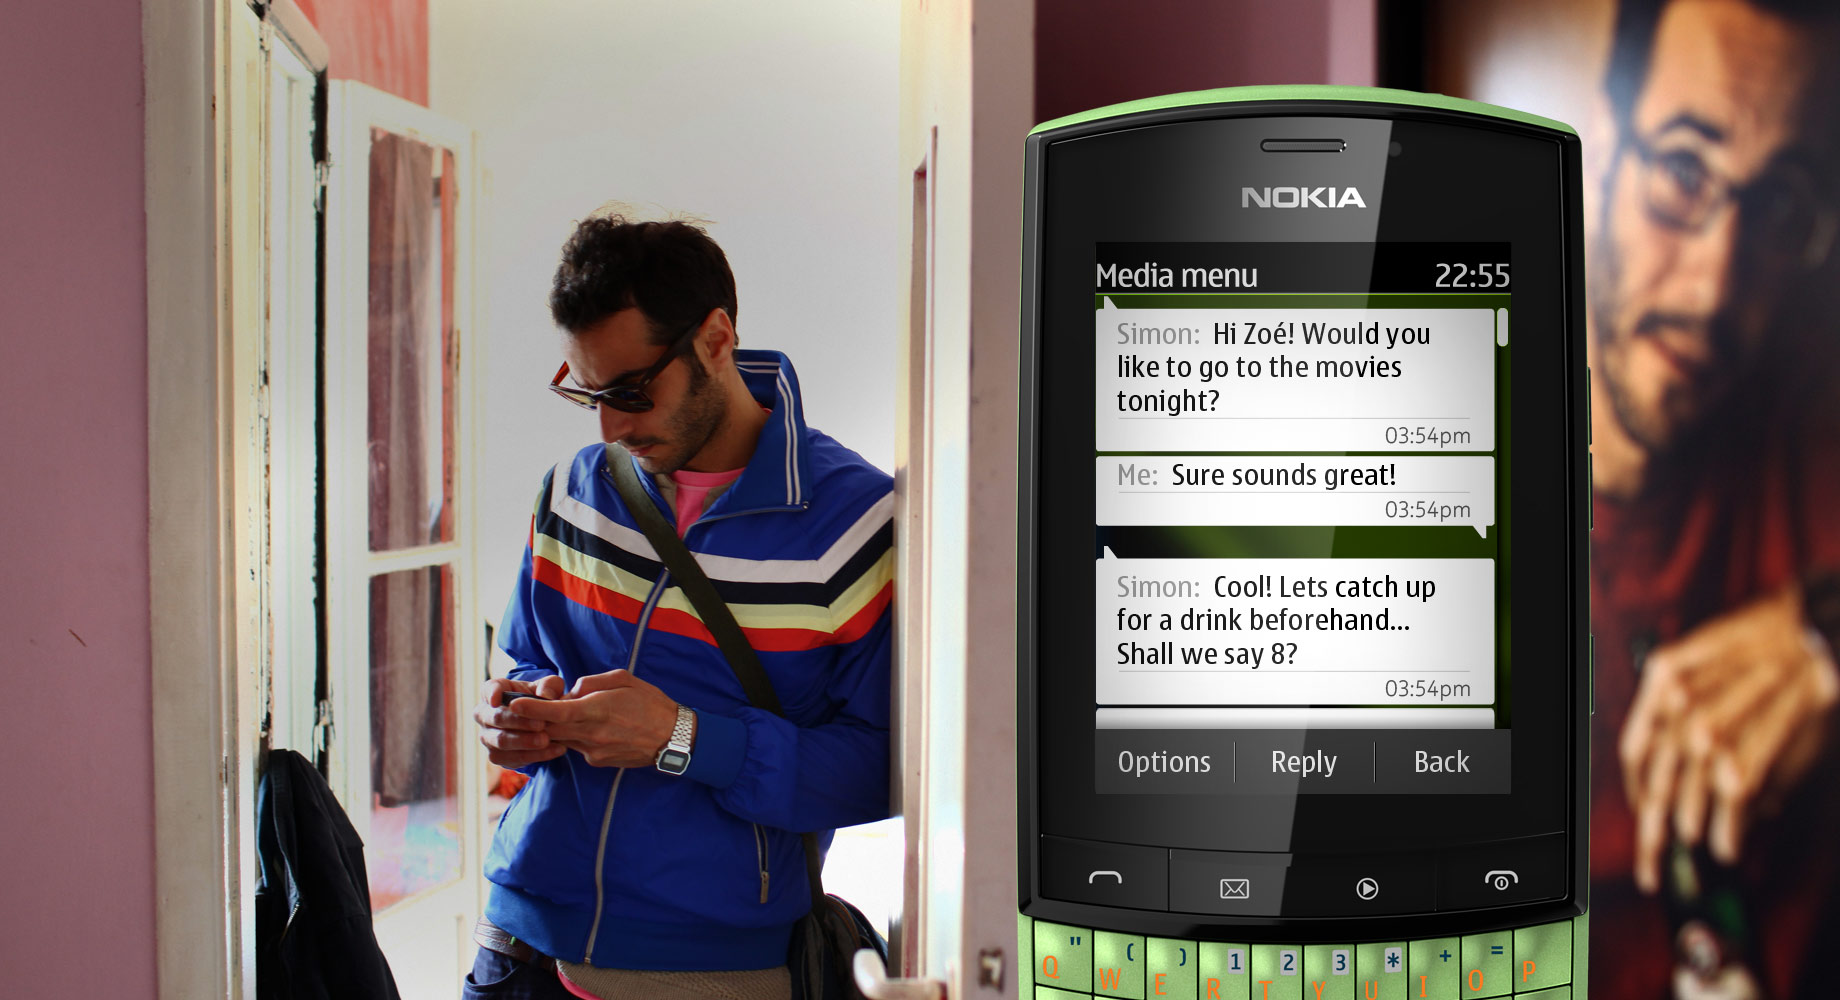 NOKIA
Media menu 22:55
Simon: Hi Zoé! Would you
like to go to the movies
tonight?
03:54pm
Me: Sure sounds great!
03:54pm
Simon: Cool! Lets catch up
for a drink beforehand...
Shall we say 8?
03:54pm
Options Reply Back
" ( ) 1 2 3 * + =
Q W E R T Y U I O P